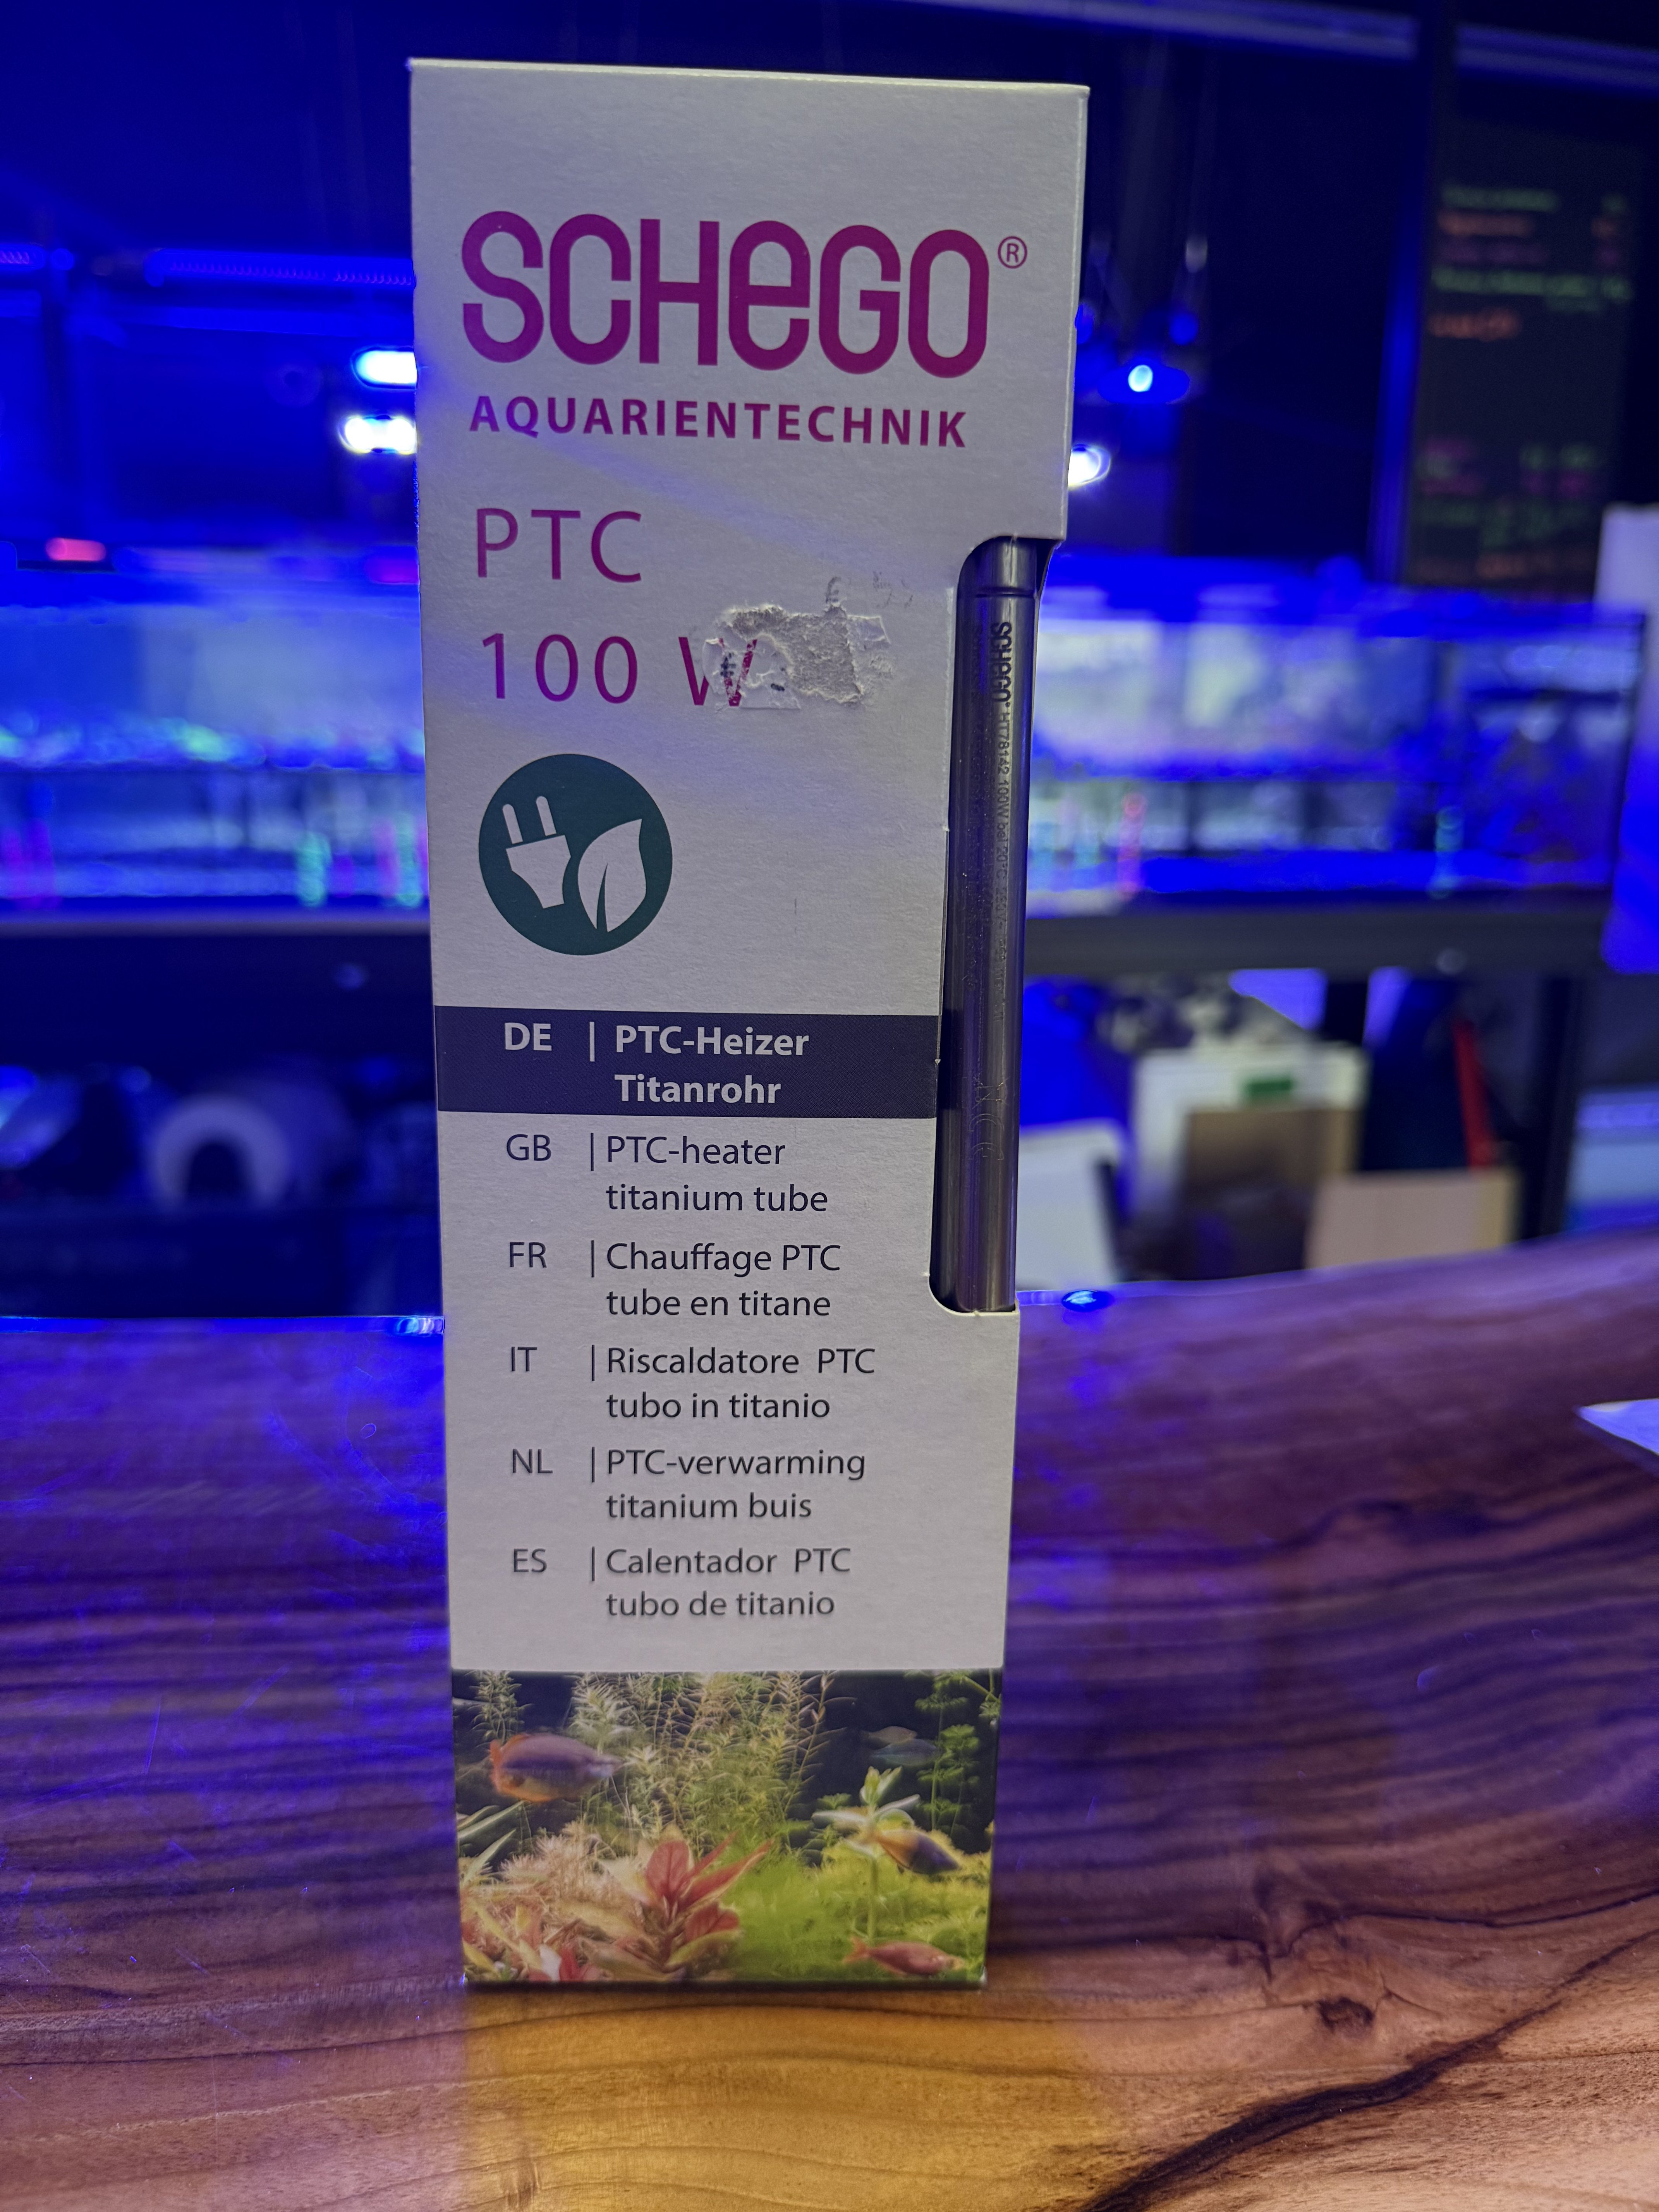 SCHEGO®
AQUARIENTECHNIK
PTC
100 W
SCHEGO.
100W
DE | PTC-Heizer
Titanrohr
GB | PTC-heater
titanium tube
FR | Chauffage PTC
tube en titane
IT | Riscaldatore PTC
tubo in titanio
NL | PTC-verwarming
titanium buis
ES | Calentador PTC
tubo de titanio